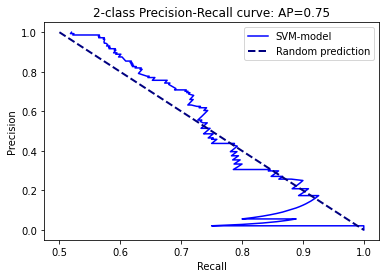 2-class Precision-Recall curve: AP=0.75
SVM-model
Random prediction
1.0
0.8
0.6
0.4
0.2
0.0
Precision
0.5 0.6 0.7 0.8 0.9 1.0
Recall